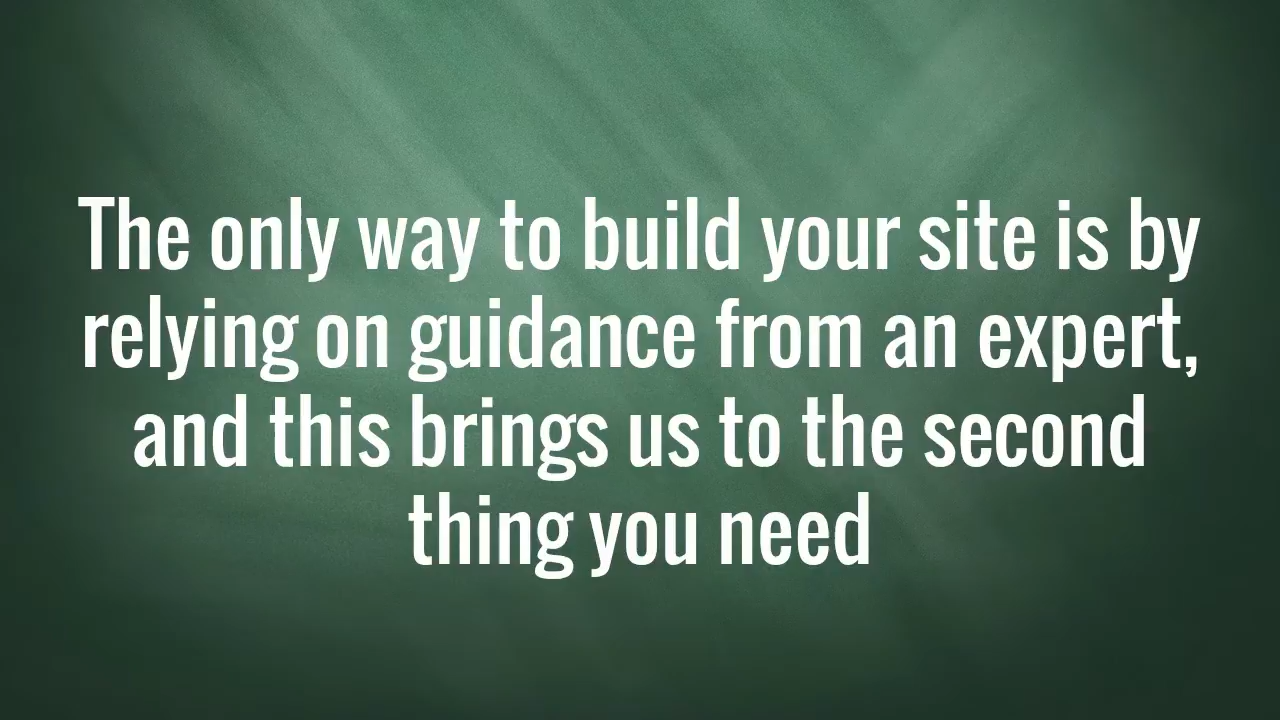 The only way to build your site is by
relying on guidance from an expert,
and this brings us to the second
thing you need